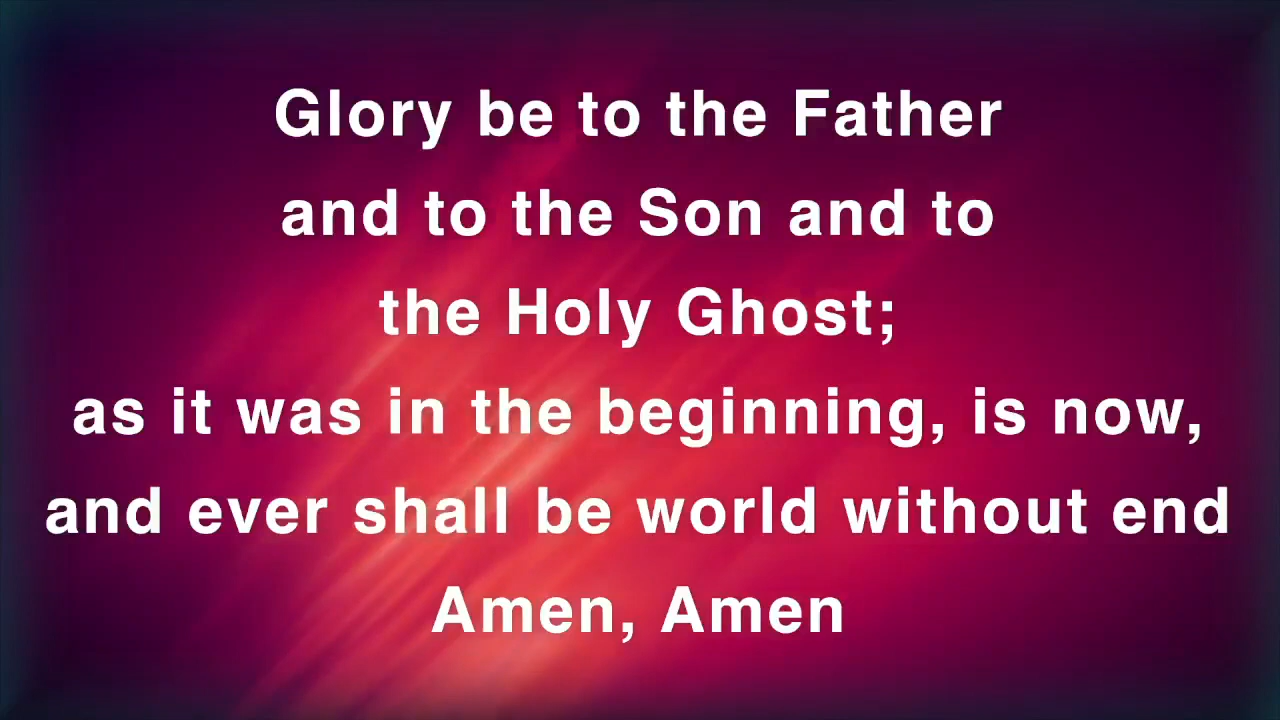 Glory be to the Father
and to the Son and to
the Holy Ghost;
as it was in the beginning, is now,
and ever shall be world without end
Amen, Amen